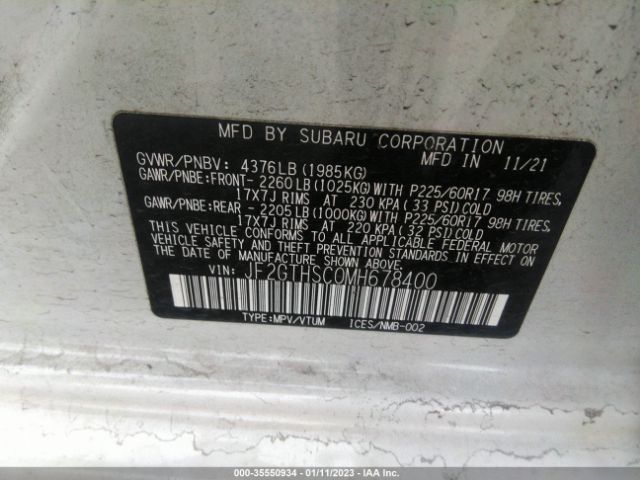 MFD BY SUBARU CORPORATION
MFD IN 11/21
GVWR/PNBV: 4376LB (1985KG)
GAWR/PNBE:FRONT- 2260LB (1025KG) WITH P225/60R17 98H TIRES,
17X7J RIMS AT 230 KPA (33 PSI) COLD
GAWR/PNBE:REAR - 2205LB (1000KG) WITH P225/60R17 98H TIRES,
17X7J RIMS AT 220 KPA (32 PSI) COLD
THIS VEHICLE CONFORMS TO ALL APPLICABLE FEDERAL MOTOR
VEHICLE SAFETY AND THEFT PREVENTION STANDARDS IN EFFECT ON
THE DATE OF MANUFACTURE SHOWN ABOVE.
VIN: JF2GTHSC0MH678400
TYPE:MPV/VTUM ICES/NMB-002
000-35550934 - 01/11/2023 - IAA Inc.